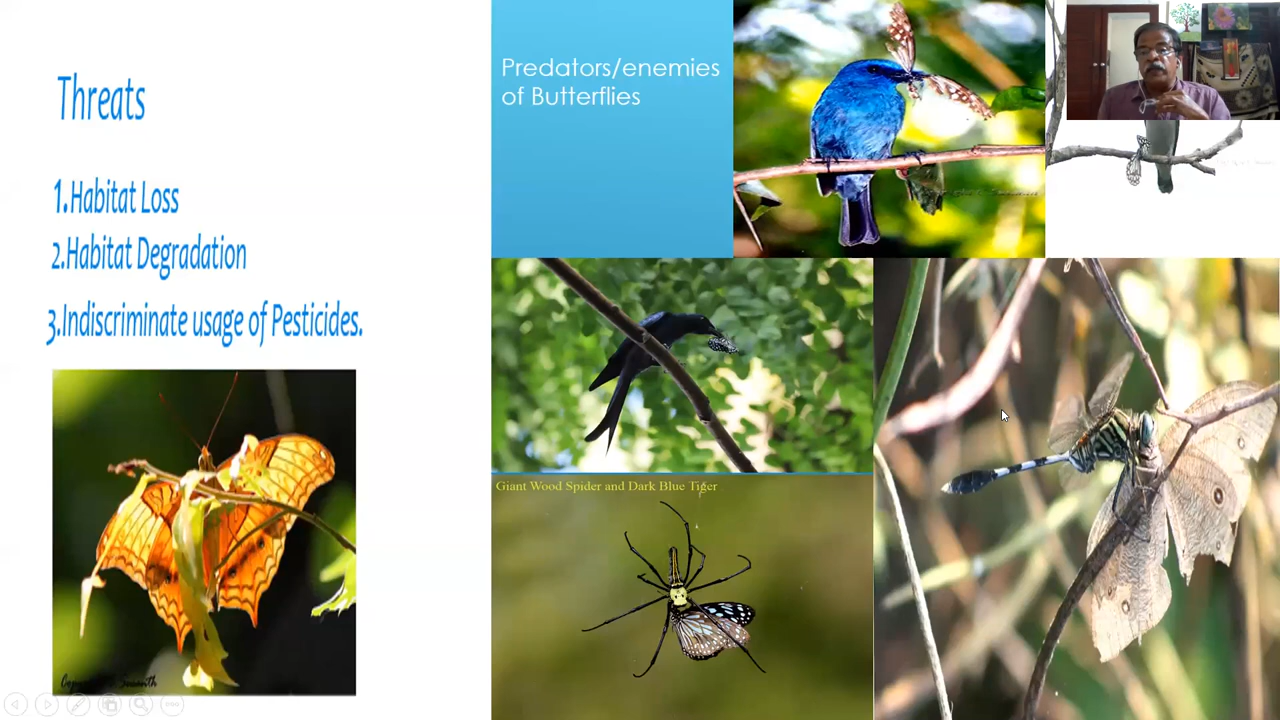 Threats
1.Habitat Loss
2.Habitat Degradation
3.Indiscriminate usage of Pesticides.
Predators/enemies
of Butterflies
Giant Wood Spider and Dark Blue Tiger